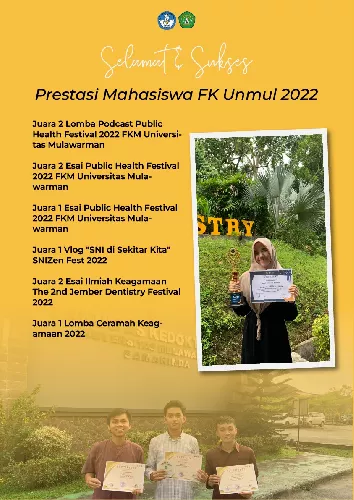 Selamat & Sukses
Prestasi Mahasiswa FK Unmul 2022
Juara 2 Lomba Podcast Public
Health Festival 2022 FKM Universi-
tas Mulawarman
Juara 2 Esai Public Health Festival
2022 FKM Universitas Mula-
warman
Juara 1 Esai Public Health Festival
2022 FKM Universitas Mula-
warman
Juara 1 Vlog "SNI di Sekitar Kita"
SNIZen Fest 2022
Juara 2 Esai Ilmiah Keagamaan
The 2nd Jember Dentistry Festival
2022
Juara 1 Lomba Ceramah Keag-
amaan 2022
STRY